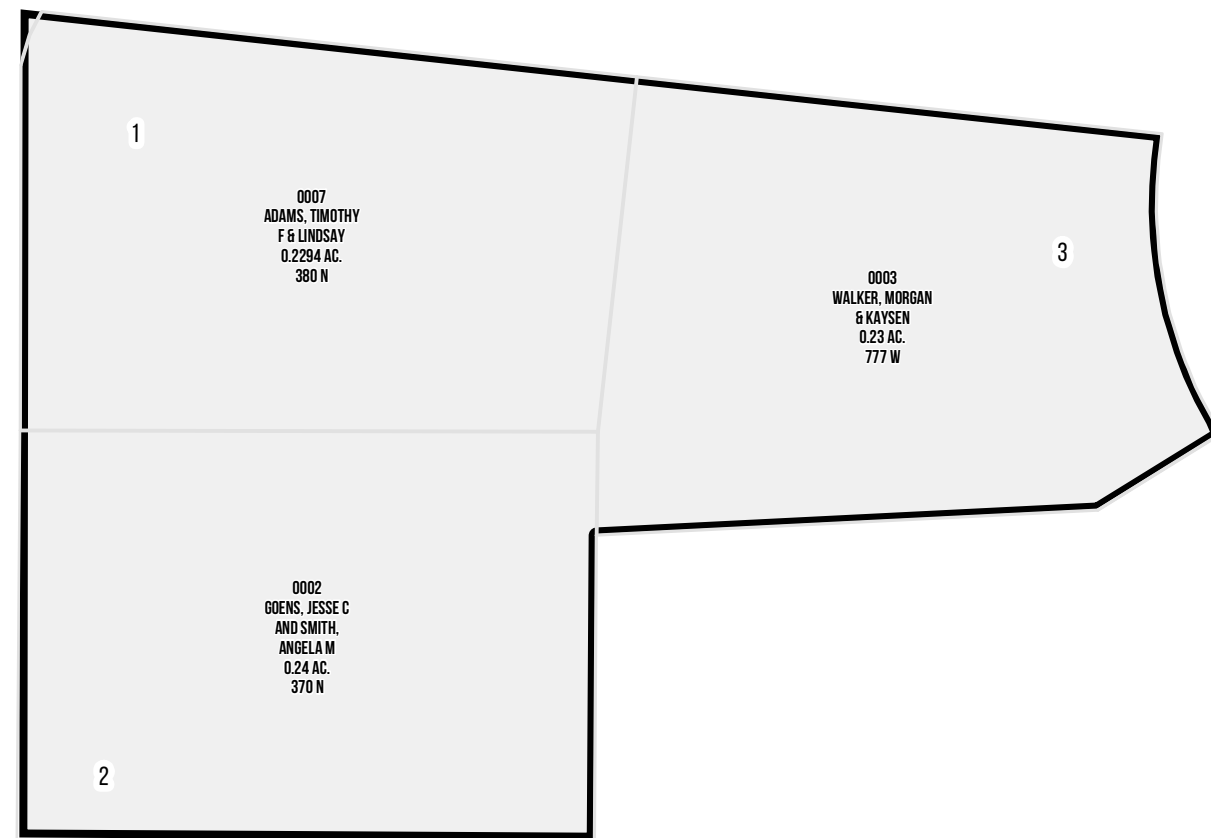 1
0007
ADAMS, TIMOTHY
F & LINDSAY
0.2294 AC.
380 N
3
0003
WALKER, MORGAN
& KAYSEN
0.23 AC.
777 W
0002
GOENS, JESSE C
AND SMITH,
ANGELA M
0.24 AC.
370 N
2